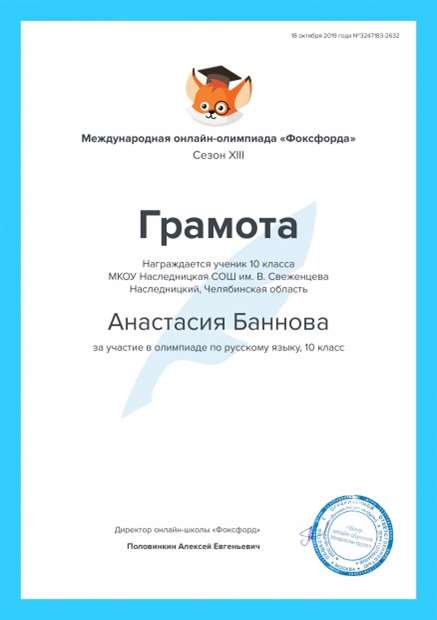 18 октября 2019 года №3247183-2632
Международная онлайн-олимпиада «Фоксфорда»
Сезон XIII
Грамота
Награждается ученик 10 класса
МКОУ Наследницкая СОШ им. В. Свеженцева
Наследницкий, Челябинская область
Анастасия Баннова
за участие в олимпиаде по русскому языку, 10 класс
Директор онлайн-школы «Фоксфорд»
Половинкин Алексей Евгеньевич
МОСКВА